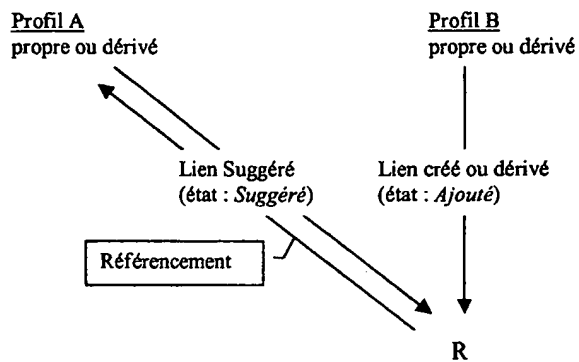 Profil A
propre ou dérivé
Profil B
propre ou dérivé
Lien Suggéré
(état : Suggéré)
Lien créé ou dérivé
(état : Ajouté)
Référencement
R